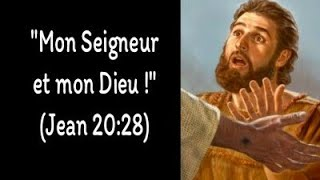 "Mon Seigneur
et mon Dieu !"
(Jean 20:28)